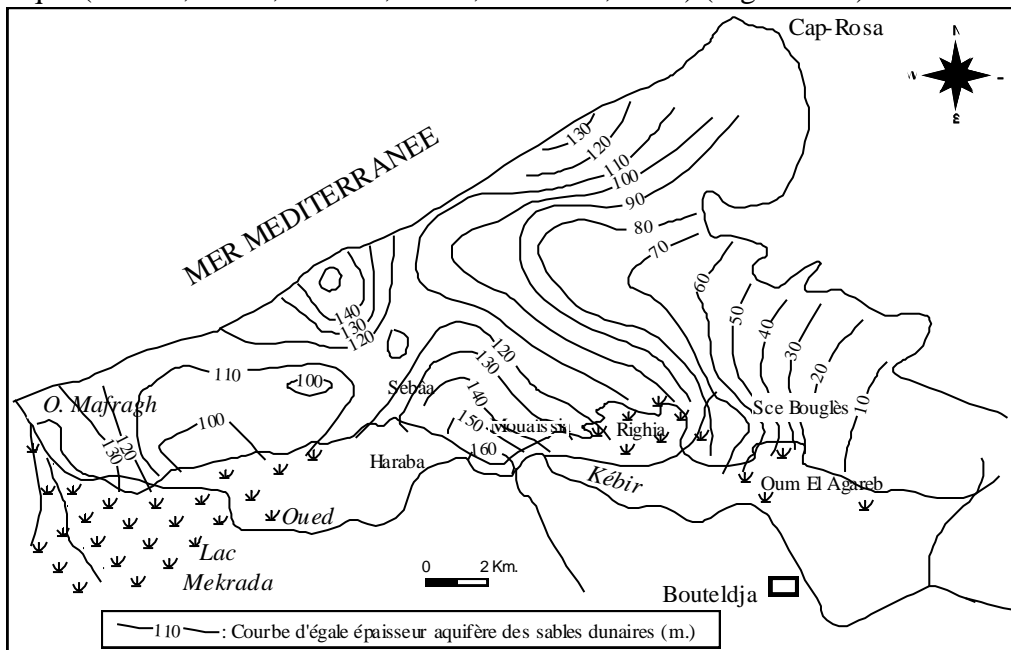 Cap-Rosa
N
MER MEDITERRANEE
130
120
110
100
90
80
70
60
50
40
30
20
10
140
130
120
110
100
100
120
130
O. Mafragh
Sebâa
120
130
140
150
160
Mouaissia
Righia
Sce Bouglès
Haraba
Kébir
Oum El Agareb
Oued
Lac
Mekrada
0 2 Km.
Bouteldja
110 : Courbe d'égale épaisseur aquifère des sables dunaires (m.)